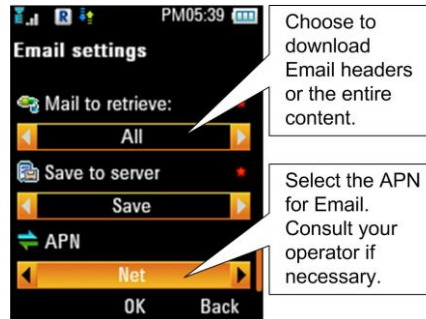 R PM05:39
Email settings
Mail to retrieve:
All
Save to server
Save
APN
Net
OK Back
Choose to
download
Email headers
or the entire
content.
Select the APN
for Email.
Consult your
operator if
necessary.